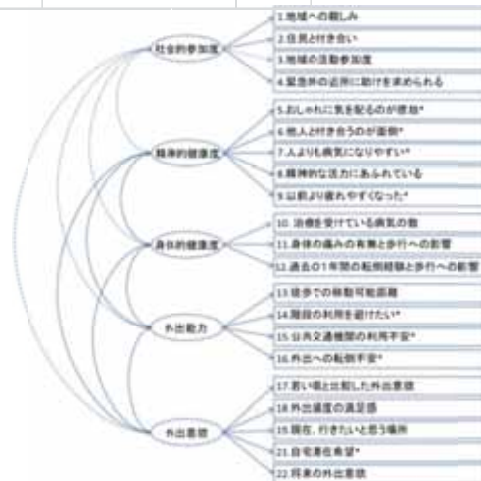 社会的参加度
1.地域への親しみ
2.住民と付き合い
3.地域の活動参加度
4.緊急外の近所に助けを求められる
精神的健康度
5.おしゃれに気を配るのが億劫*
6.他人と付き合うのが面倒*
7.人よりも病気になりやすい*
8.精神的な活力にあふれている
9.以前より疲れやすくなった*
身体的健康度
10.治療を受けている病気の数
11.身体の痛みの有無と歩行への影響
12.過去の1年間の転倒経験と歩行への影響
外出能力
13.徒歩での移動可能距離
14.階段の利用を避けたい*
15.公共交通機関の利用不安*
16.外出への転倒不安*
外出意欲
17.若い頃と比較した外出意欲
18.外出頻度の満足感
19.現在、行きたいと思う場所
21.自宅滞在希望*
22.将来の外出意欲